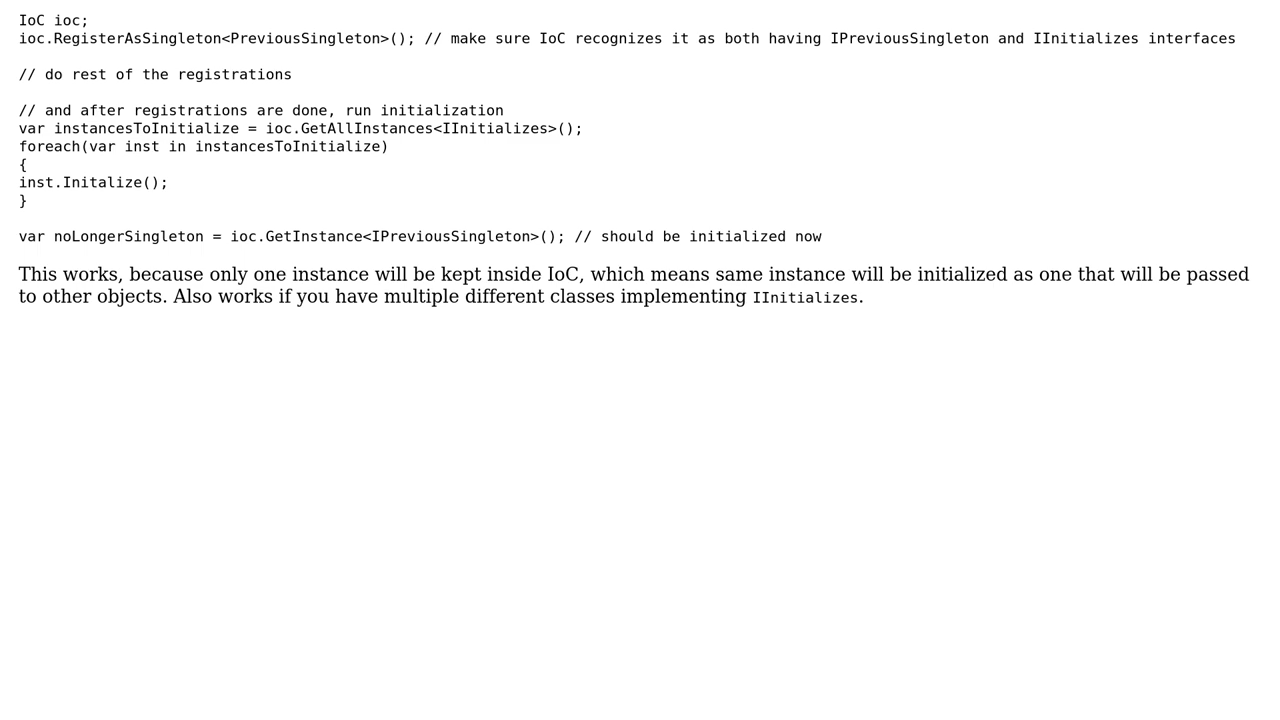 IoC ioc;
ioc.RegisterAsSingleton<PreviousSingleton>(); // make sure IoC recognizes it as both having IPreviousSingleton and IInitializes interfaces
// do rest of the registrations
// and after registrations are done, run initialization
var instancesToInitialize = ioc.GetAllInstances<IInitializes>();
foreach(var inst in instancesToInitialize)
{
inst.Initalize();
}
var noLongerSingleton = ioc.GetInstance<IPreviousSingleton>(); // should be initialized now
This works, because only one instance will be kept inside IoC, which means same instance will be initialized as one that will be passed
to other objects. Also works if you have multiple different classes implementing IInitializes.